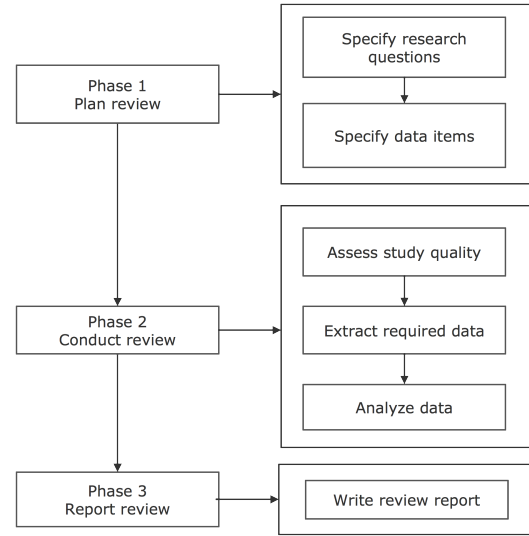 Phase 1
Plan review
Specify research
questions
Specify data items
Phase 2
Conduct review
Assess study quality
Extract required data
Analyze data
Phase 3
Report review
Write review report